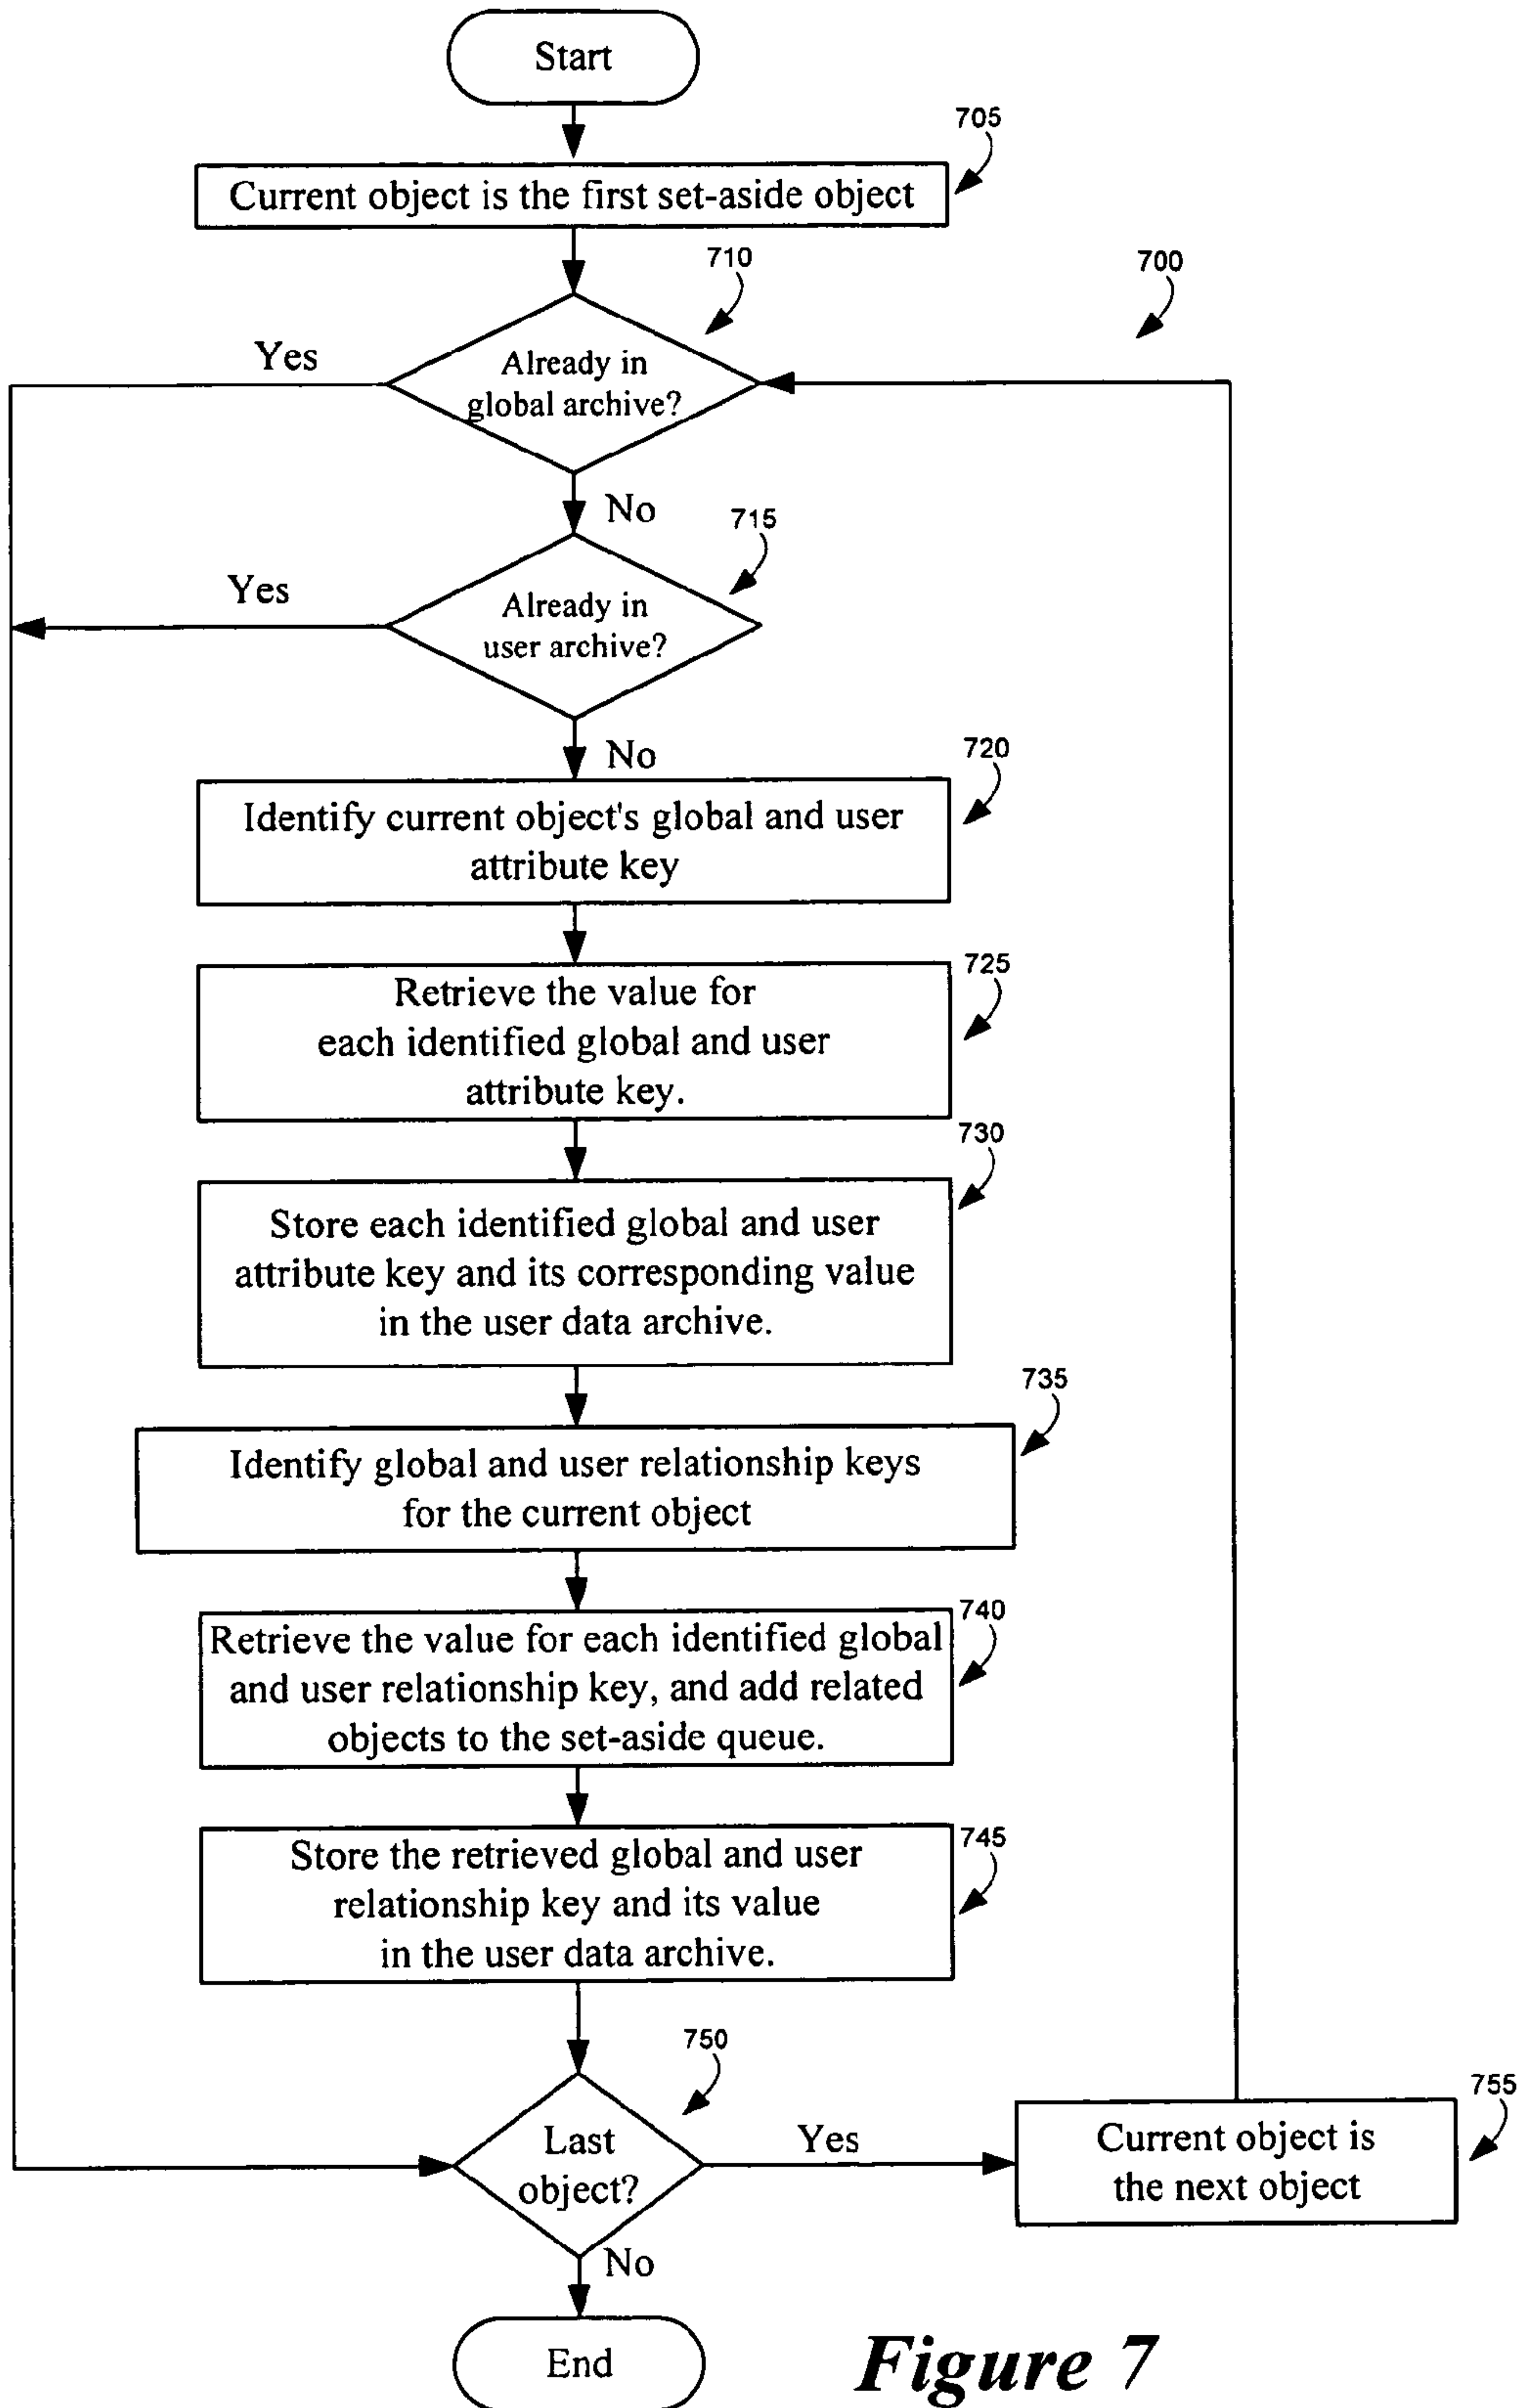 Start
705
Current object is the first set-aside object
710
700
Yes
Already in
global archive?
No
715
Yes
Already in
user archive?
No
720
Identify current object's global and user
attribute key
725
Retrieve the value for
each identified global and user
attribute key.
730
Store each identified global and user
attribute key and its corresponding value
in the user data archive.
735
Identify global and user relationship keys
for the current object
740
Retrieve the value for each identified global
and user relationship key, and add related
objects to the set-aside queue.
745
Store the retrieved global and user
relationship key and its value
in the user data archive.
750
Last
object?
Yes
755
Current object is
the next object
No
End
Figure 7